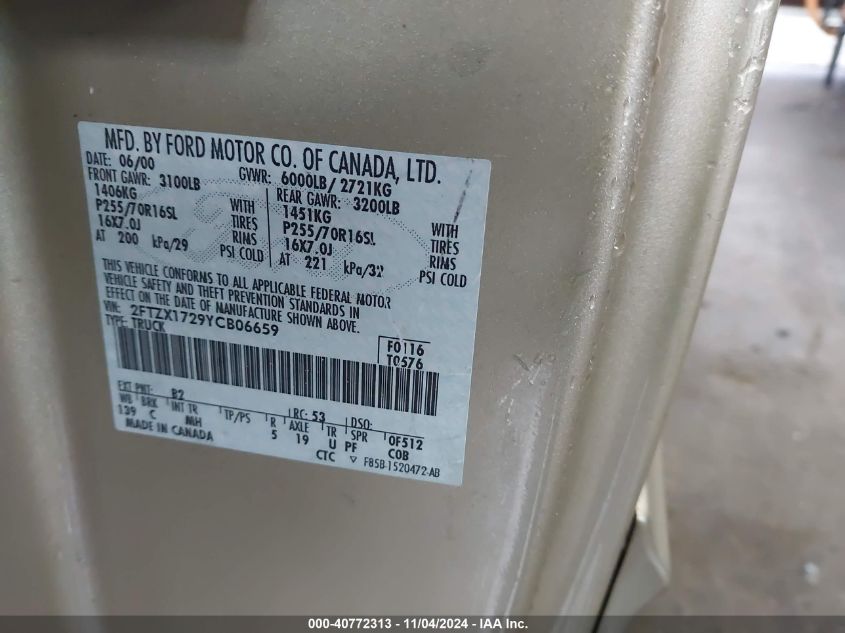 MFD. BY FORD MOTOR CO. OF CANADA, LTD.
DATE: 06/00 GVWR: 6000LB/ 2721KG
FRONT GAWR: 3100LB REAR GAWR: 3200LB
1406KG WITH 1451KG WITH
P255/70R16SL TIRES P255/70R16SL TIRES
16X7.0J RIMS 16X7.0J RIMS
AT 200 kPa/29 PSI COLD AT 221 kPa/32 PSI COLD
THIS VEHICLE CONFORMS TO ALL APPLICABLE FEDERAL MOTOR
VEHICLE SAFETY AND THEFT PREVENTION STANDARDS IN
EFFECT ON THE DATE OF MANUFACTURE SHOWN ABOVE.
VIN: 2FTZX1729YCB06659
TYPE: TRUCK
F0116
T0576
EXT PNT: B2 RC: 53 DSO:
WB BRK INT TR TP/PS R AXLE TR SPR 0F512
139 C MH 5 19 U PF COB
MADE IN CANADA CTC ▽ F85B-1520472-AB
000-40772313 - 11/04/2024 - IAA Inc.